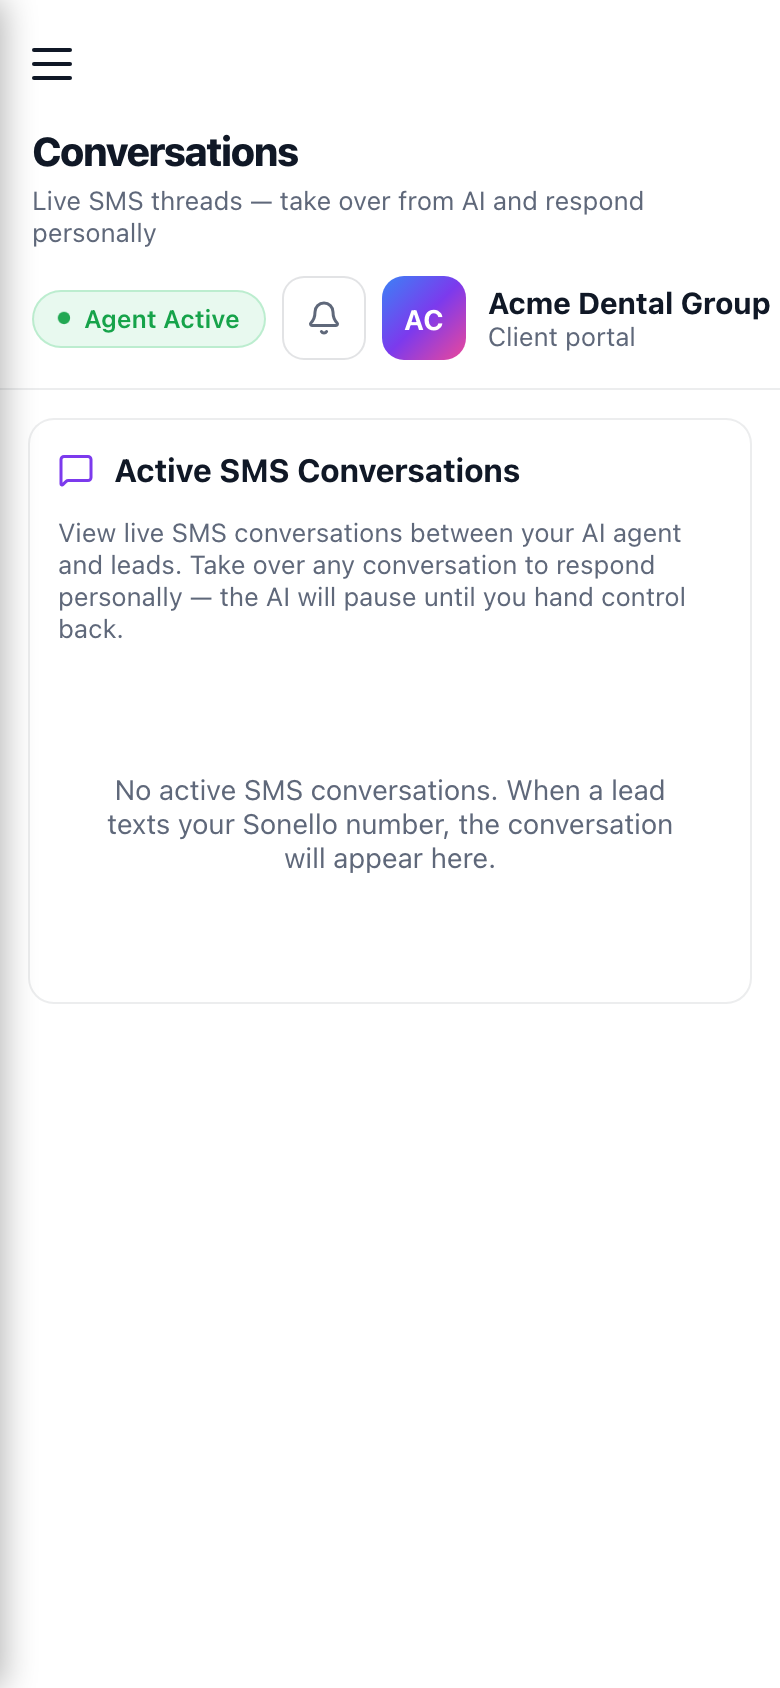 Conversations
Live SMS threads — take over from AI and respond
personally
Agent Active
AC
Acme Dental Group
Client portal
Active SMS Conversations
View live SMS conversations between your AI agent
and leads. Take over any conversation to respond
personally — the AI will pause until you hand control
back.
No active SMS conversations. When a lead
texts your Sonello number, the conversation
will appear here.